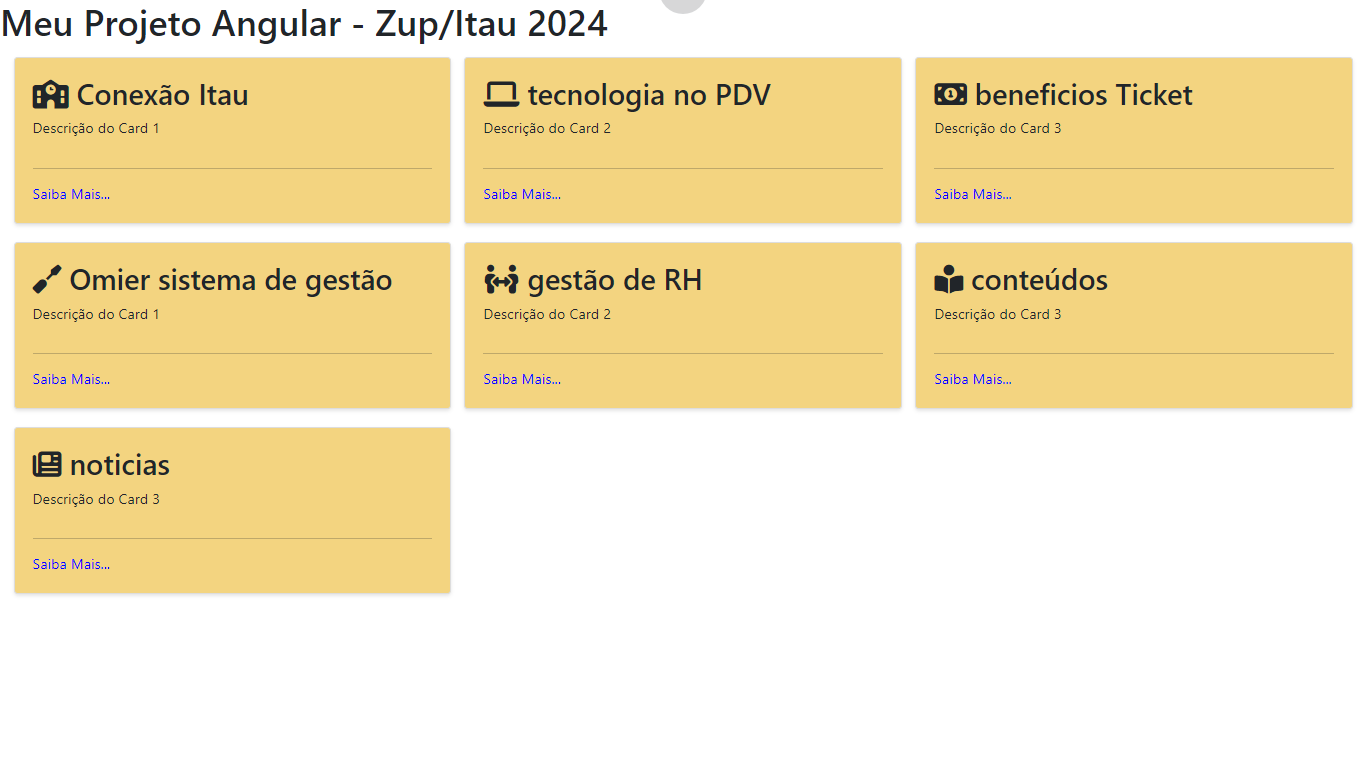 Meu Projeto Angular - Zup/Itau 2024
Conexão Itau
Descrição do Card 1
Saiba Mais...
tecnologia no PDV
Descrição do Card 2
Saiba Mais...
beneficios Ticket
Descrição do Card 3
Saiba Mais...
Omier sistema de gestão
Descrição do Card 1
Saiba Mais...
gestão de RH
Descrição do Card 2
Saiba Mais...
conteúdos
Descrição do Card 3
Saiba Mais...
noticias
Descrição do Card 3
Saiba Mais...